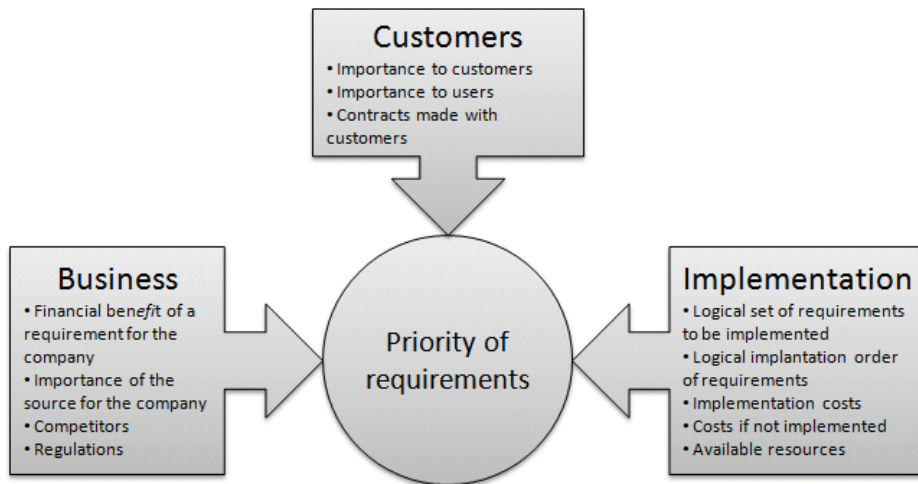 Customers
• Importance to customers
• Importance to users
• Contracts made with
customers
Business
• Financial benefit of a
requirement for the
company
• Importance of the
source for the company
• Competitors
• Regulations
Priority of
requirements
Implementation
• Logical set of requirements
to be implemented
• Logical implantation order
of requirements
• Implementation costs
• Costs if not implemented
• Available resources